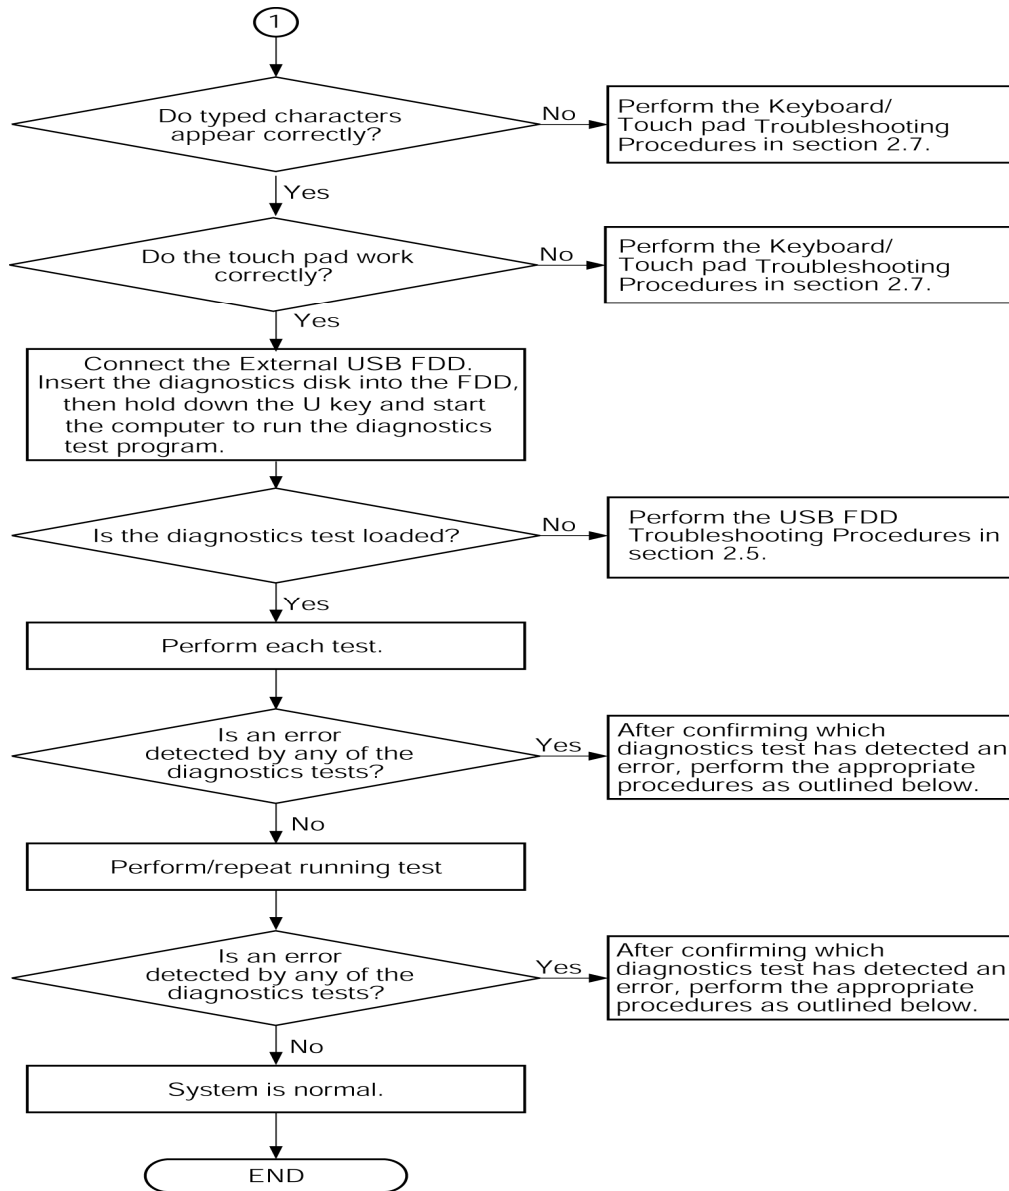 1
Do typed characters
appear correctly?
No
Perform the Keyboard/
Touch pad Troubleshooting
Procedures in section 2.7.
Yes
Do the touch pad work
correctly?
No
Perform the Keyboard/
Touch pad Troubleshooting
Procedures in section 2.7.
Yes
Connect the External USB FDD.
Insert the diagnostics disk into the FDD,
then hold down the U key and start
the computer to run the diagnostics
test program.
Is the diagnostics test loaded?
No
Perform the USB FDD
Troubleshooting Procedures in
section 2.5.
Yes
Perform each test.
Is an error
detected by any of the
diagnostics tests?
Yes
After confirming which
diagnostics test has detected an
error, perform the appropriate
procedures as outlined below.
No
Perform/repeat running test
Is an error
detected by any of the
diagnostics tests?
Yes
After confirming which
diagnostics test has detected an
error, perform the appropriate
procedures as outlined below.
No
System is normal.
END